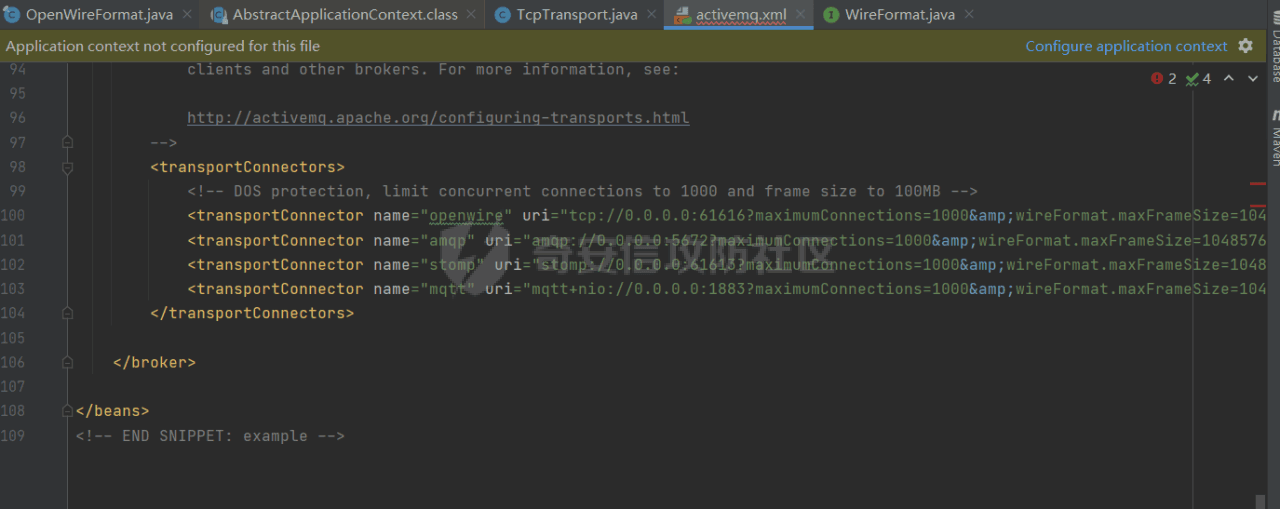 OpenWireFormat.java AbstractApplicationContext.class TcpTransport.java activemq.xml WireFormat.java
Application context not configured for this file Configure application context
94 clients and other brokers. For more information, see: 2 4
95
96 http://activemq.apache.org/configuring-transports.html
97 -->
98 <transportConnectors>
99 <!-- DOS protection, limit concurrent connections to 1000 and frame size to 100MB -->
100 <transportConnector name="openwire" uri="tcp://0.0.0.0:61616?maximumConnections=1000&amp;wireFormat.maxFrameSize=104
101 <transportConnector name="amqp" uri="amqp://0.0.0.0:5672?maximumConnections=1000&amp;wireFormat.maxFrameSize=1048576
102 <transportConnector name="stomp" uri="stomp://0.0.0.0:61613?maximumConnections=1000&amp;wireFormat.maxFrameSize=1048
103 <transportConnector name="mqtt" uri="mqtt+nio://0.0.0.0:1883?maximumConnections=1000&amp;wireFormat.maxFrameSize=104
104 </transportConnectors>
105
106 </broker>
107
108 </beans>
109 <!-- END SNIPPET: example -->
Database
Maven
奇安信攻防社区